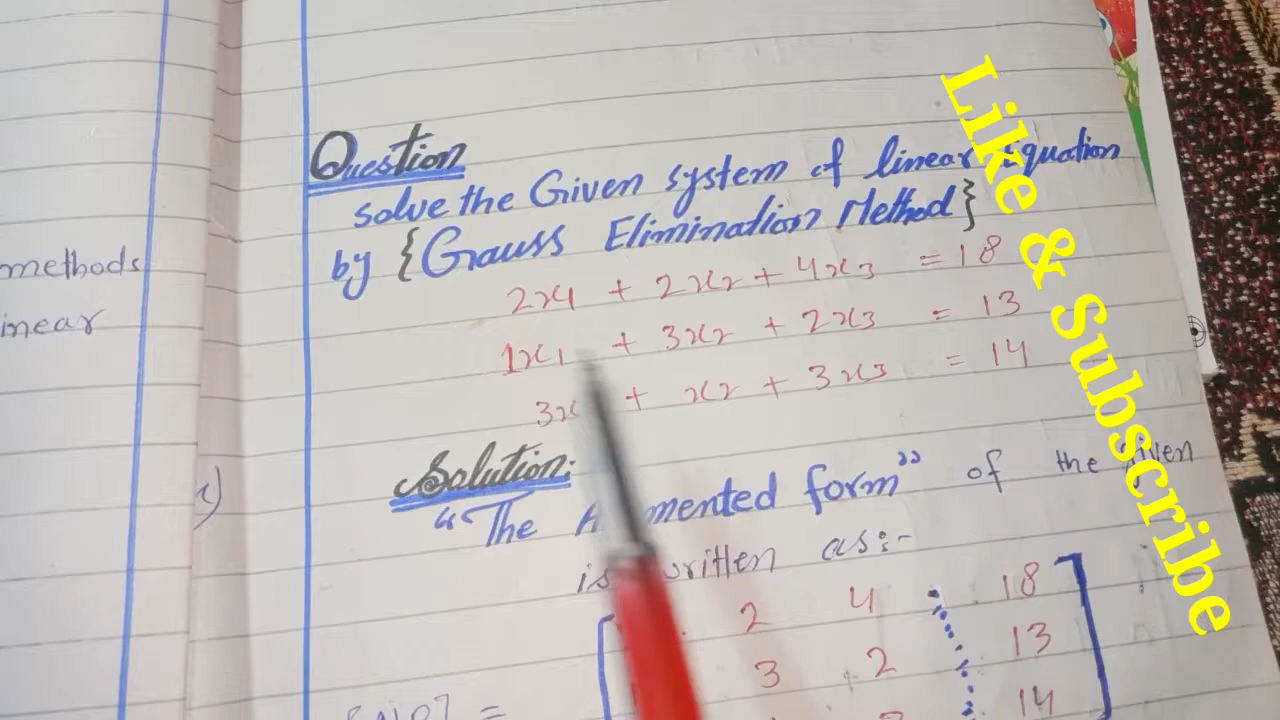 Question
solve the Given system of linear Equation
by {Grauss Elimination Method}
2x1 + 2x2 + 4x3 = 18
1x1 + 3x2 + 2x3 = 13
3x + x2 + 3x3 = 14
Solution:
"The mented form" of the given
is written as:-
2 4 18
3 2 13
14
methods
inear
Like & Subscribe